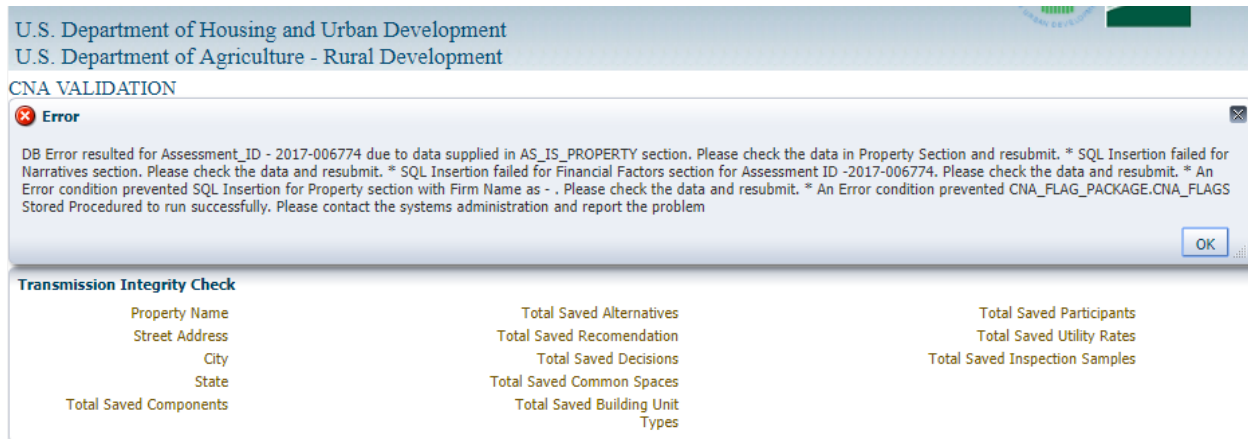 U.S. Department of Housing and Urban Development
U.S. Department of Agriculture - Rural Development
CNA VALIDATION
Error
DB Error resulted for Assessment_ID - 2017-006774 due to data supplied in AS_IS_PROPERTY section. Please check the data in Property Section and resubmit. * SQL Insertion failed for
Narratives section. Please check the data and resubmit. * SQL Insertion failed for Financial Factors section for Assessment ID -2017-006774. Please check the data and resubmit. * An
Error condition prevented SQL Insertion for Property section with Firm Name as - . Please check the data and resubmit. * An Error condition prevented CNA_FLAG_PACKAGE.CNA_FLAGS
Stored Procedured to run successfully. Please contact the systems administration and report the problem
OK
Transmission Integrity Check
Property Name
Street Address
City
State
Total Saved Components
Total Saved Alternatives
Total Saved Recomendation
Total Saved Decisions
Total Saved Common Spaces
Total Saved Building Unit
Types
Total Saved Participants
Total Saved Utility Rates
Total Saved Inspection Samples